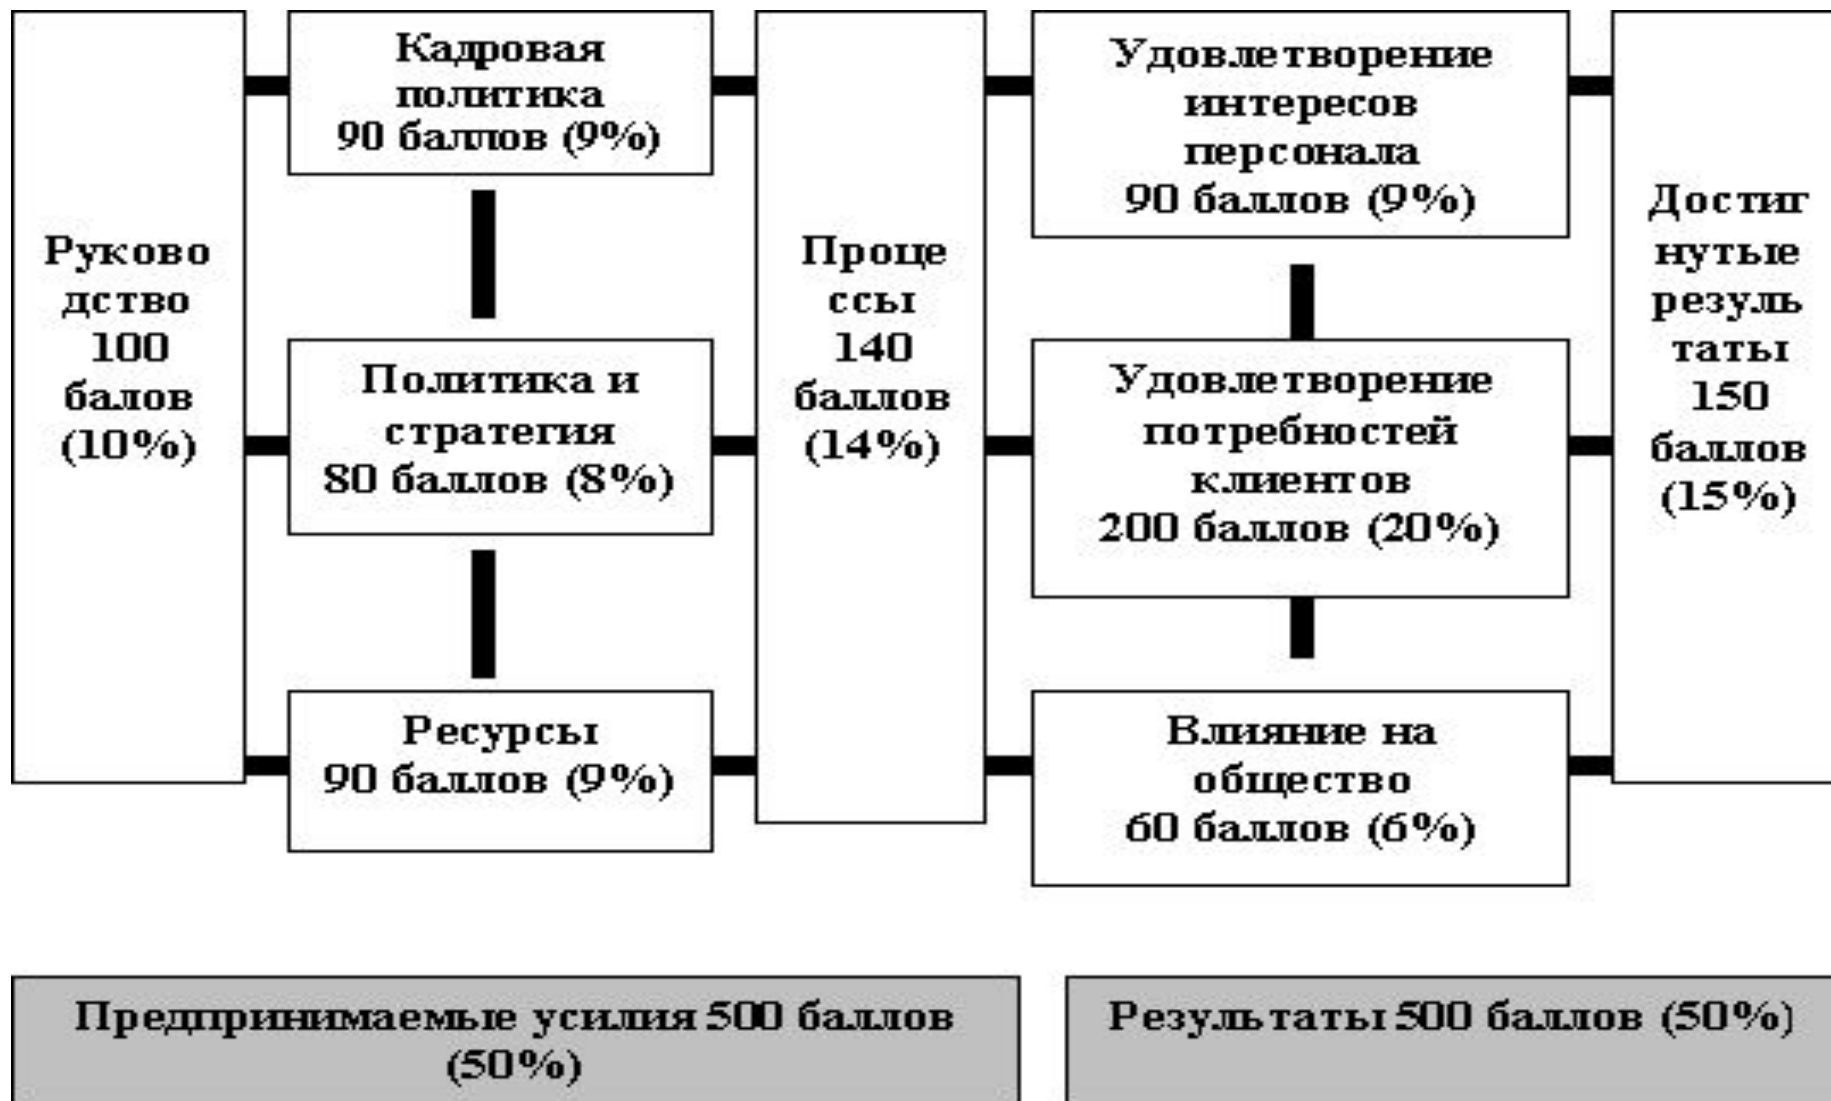 Руково
дство
100
балов
(10%)
Кадровая
политика
90 баллов (9%)
Политика и
стратегия
80 баллов (8%)
Ресурсы
90 баллов (9%)
Проце
ссы
140
баллов
(14%)
Удовлетворение
интересов
персонала
90 баллов (9%)
Удовлетворение
потребностей
клиентов
200 баллов (20%)
Влияние на
общество
60 баллов (6%)
Достиг
нутые
резуль
таты
150
баллов
(15%)
Предпринимаемые усилия 500 баллов
(50%)
Результаты 500 баллов (50%)